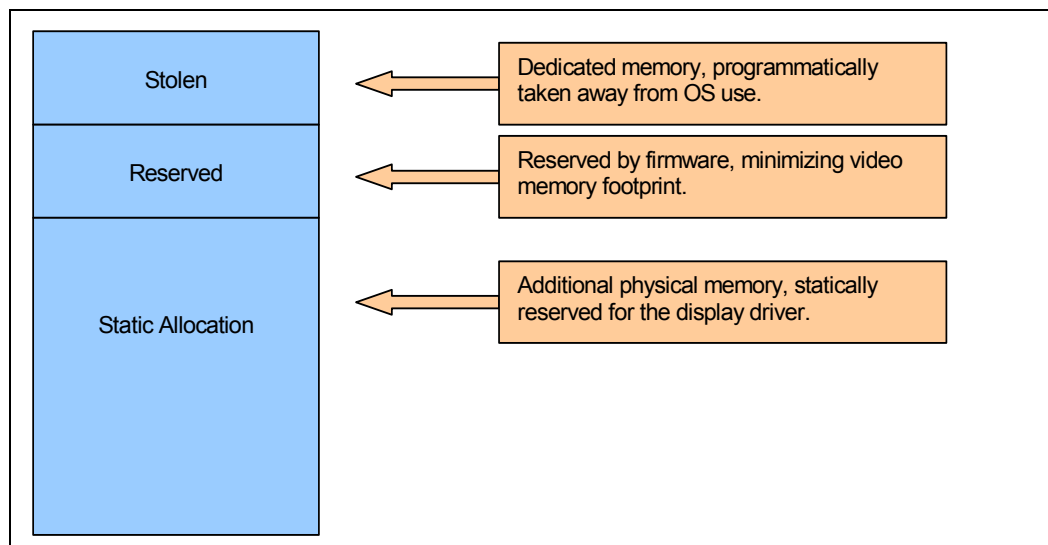 Stolen
Dedicated memory, programmatically
taken away from OS use.
Reserved
Reserved by firmware, minimizing video
memory footprint.
Static Allocation
Additional physical memory, statically
reserved for the display driver.